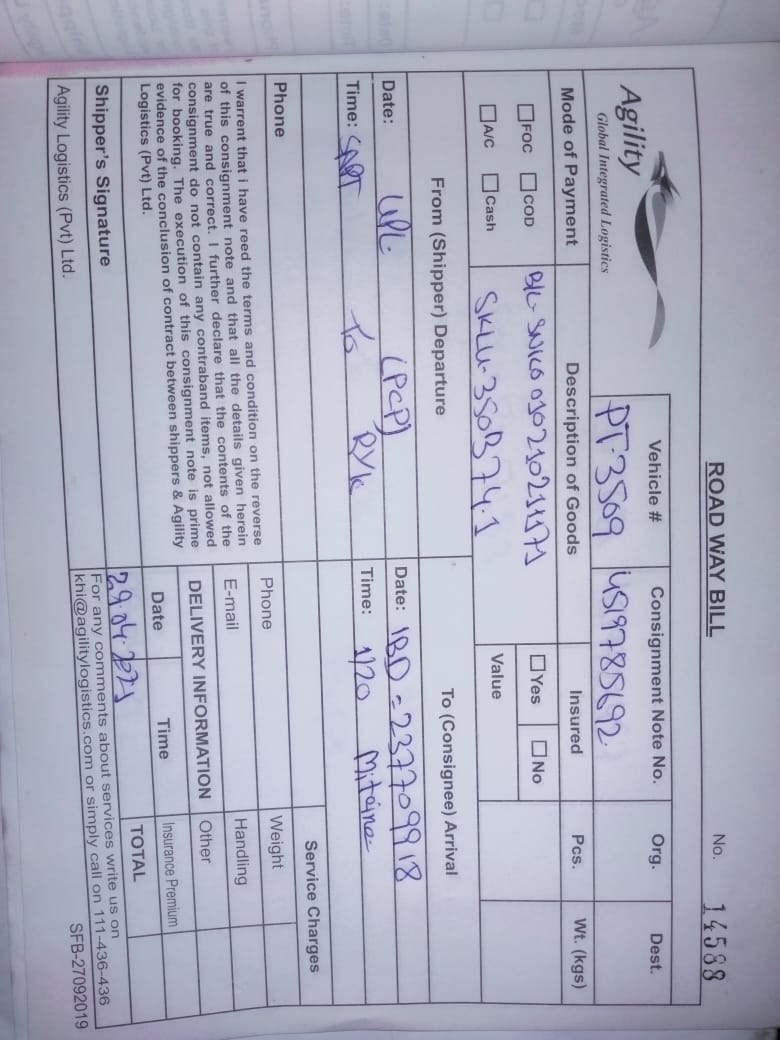 ROAD WAY BILL No. 14588
Agility
Global Integrated Logistics
Vehicle # Consignment Note No. Org. Dest.
PT-3509 4519785692
Mode of Payment Description of Goods Insured Pcs. Wt. (kgs)
FOC COD B/L- SNKO 010210211171 Yes No
A/C Cash SKLU-350B74.1 Value
From (Shipper) Departure To (Consignee) Arrival
Date: UPL (PCP) Date: IBD = 237709918
Time: SAPT To RYK Time: 1/20
Service Charges
Phone Phone Weight
E-mail Handling
DELIVERY INFORMATION Other
Date Time Insurance Premium
29.04.2021 TOTAL
I warrent that i have reed the terms and condition on the reverse
of this consignment note and that all the details given herein
are true and correct. I further declare that the contents of the
consignment do not contain any contraband items, not allowed
for booking. The execution of this consignment note is prime
evidence of the conclusion of contract between shippers & Agility
Logistics (Pvt) Ltd.
Shipper's Signature
Agility Logistics (Pvt) Ltd.
For any comments about services write us on
khi@agilitylogistics.com or simply call on 111-436-436
SFB-27092019